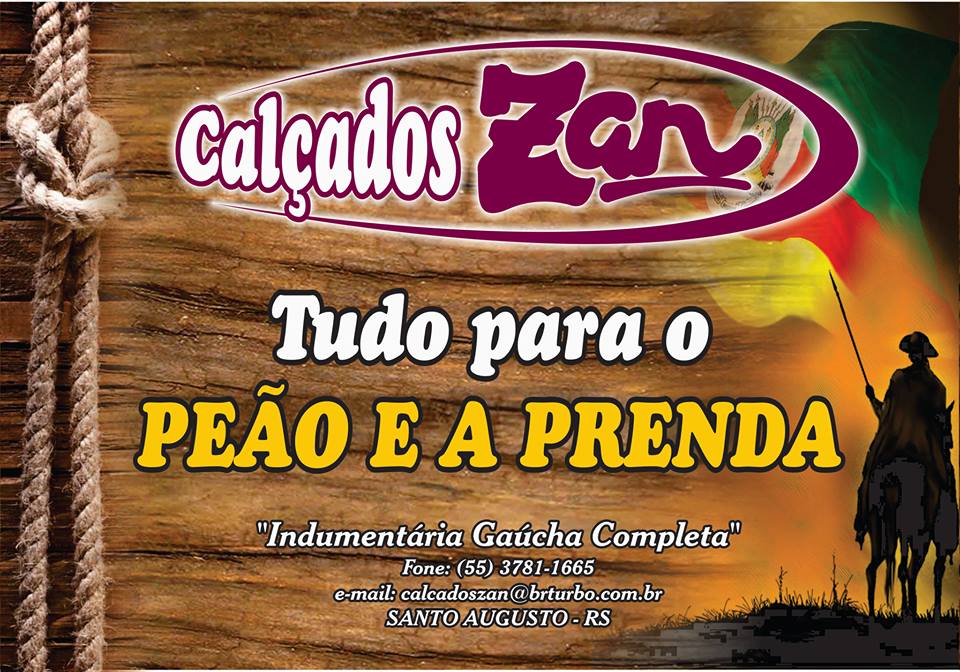 Calçados Zan
Tudo para o
PEÃO E A PRENDA
"Indumentária Gaúcha Completa"
Fone: (55) 3781-1665
e-mail: calcadoszan@brturbo.com.br
SANTO AUGUSTO - RS